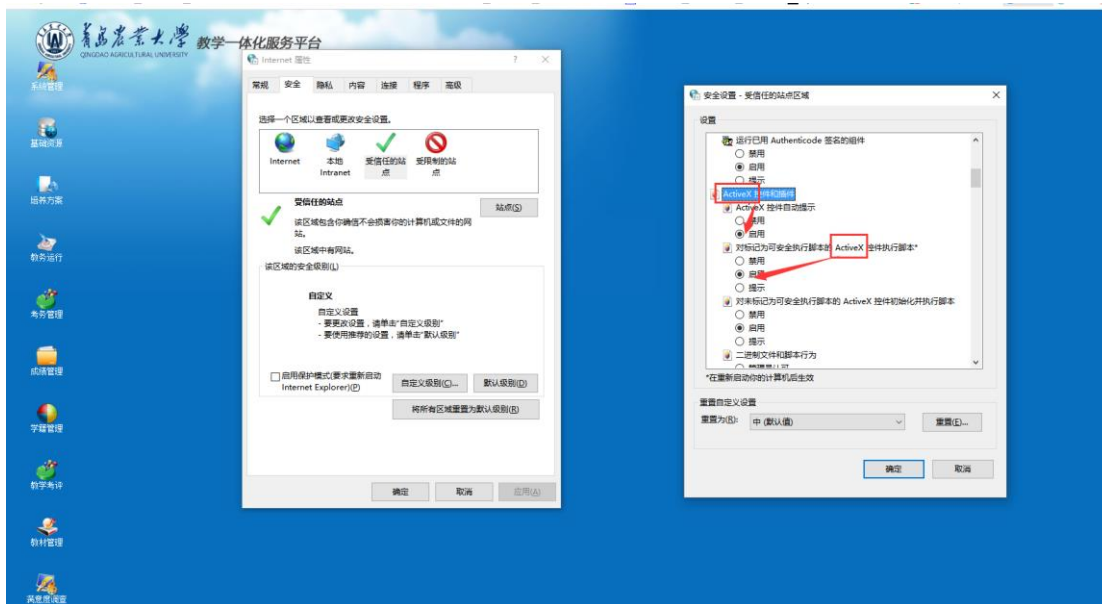 青岛农业大学
QINGDAO AGRICULTURAL UNIVERSITY
教学一体化服务平台
系统管理
基础资源
培养方案
教务运行
考务管理
成绩管理
学籍管理
教学考评
教材管理
满意度调查
Internet 属性
? ×
常规 安全 隐私 内容 连接 程序 高级
选择一个区域以查看或更改安全设置。
Internet
本地
Intranet
受信任的站
点
受限制的站
点
受信任的站点
站点(S)
该区域包含你确信不会损害你的计算机或文件的网
站。
该区域中有网站。
该区域的安全级别(L)
自定义
自定义设置
- 要更改设置，请单击"自定义级别"
- 要使用推荐的设置，请单击"默认级别"
启用保护模式(要求重新启动
Internet Explorer)(P)
自定义级别(C)...
默认级别(D)
将所有区域重置为默认级别(R)
确定 取消 应用(A)
安全设置 - 受信任的站点区域
×
设置
运行已用 Authenticode 签名的组件
禁用
启用
提示
ActiveX 控件和插件
ActiveX 控件自动提示
禁用
启用
对标记为可安全执行脚本的 ActiveX 控件执行脚本*
禁用
启用
提示
对未标记为可安全执行脚本的 ActiveX 控件初始化并执行脚本
禁用
启用
提示
二进制文件和脚本行为
管理员认可
*在重新启动你的计算机后生效
重置自定义设置
重置为(R):
中 (默认值)
重置(E)...
确定 取消